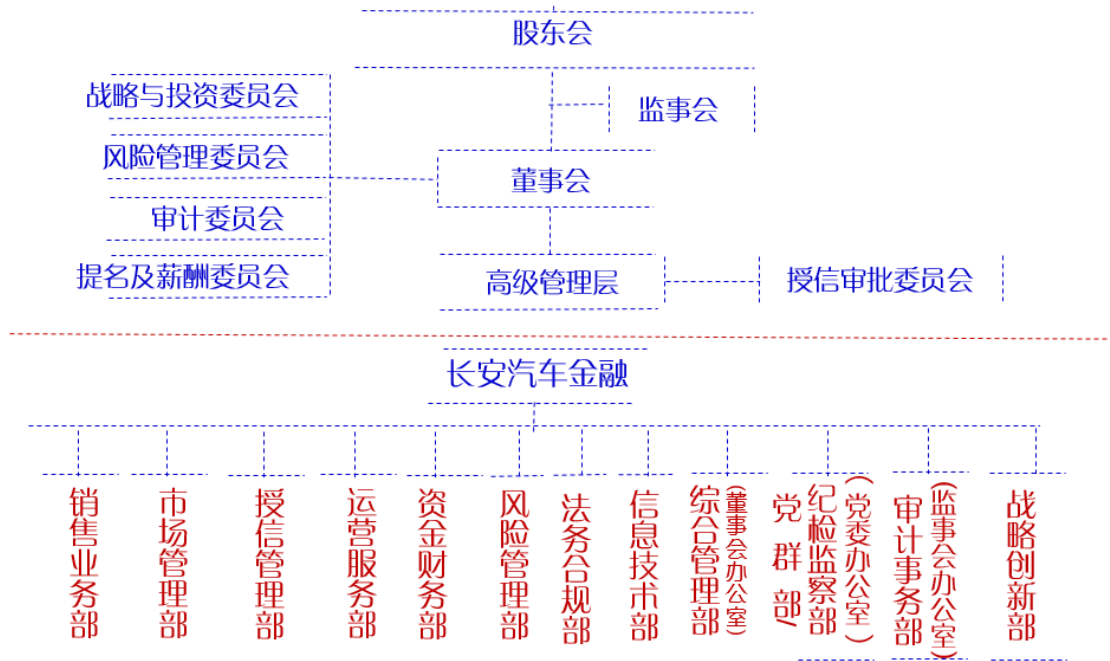 股东会
战略与投资委员会
监事会
风险管理委员会
董事会
审计委员会
提名及薪酬委员会
高级管理层
授信审批委员会
长安汽车金融
销售业务部
市场管理部
授信管理部
运营服务部
资金财务部
风险管理部
法务合规部
信息技术部
综合管理部
(董事会办公室)
党群部/
纪检监察部
(党委办公室)
审计事务部
(监事会办公室)
战略创新部